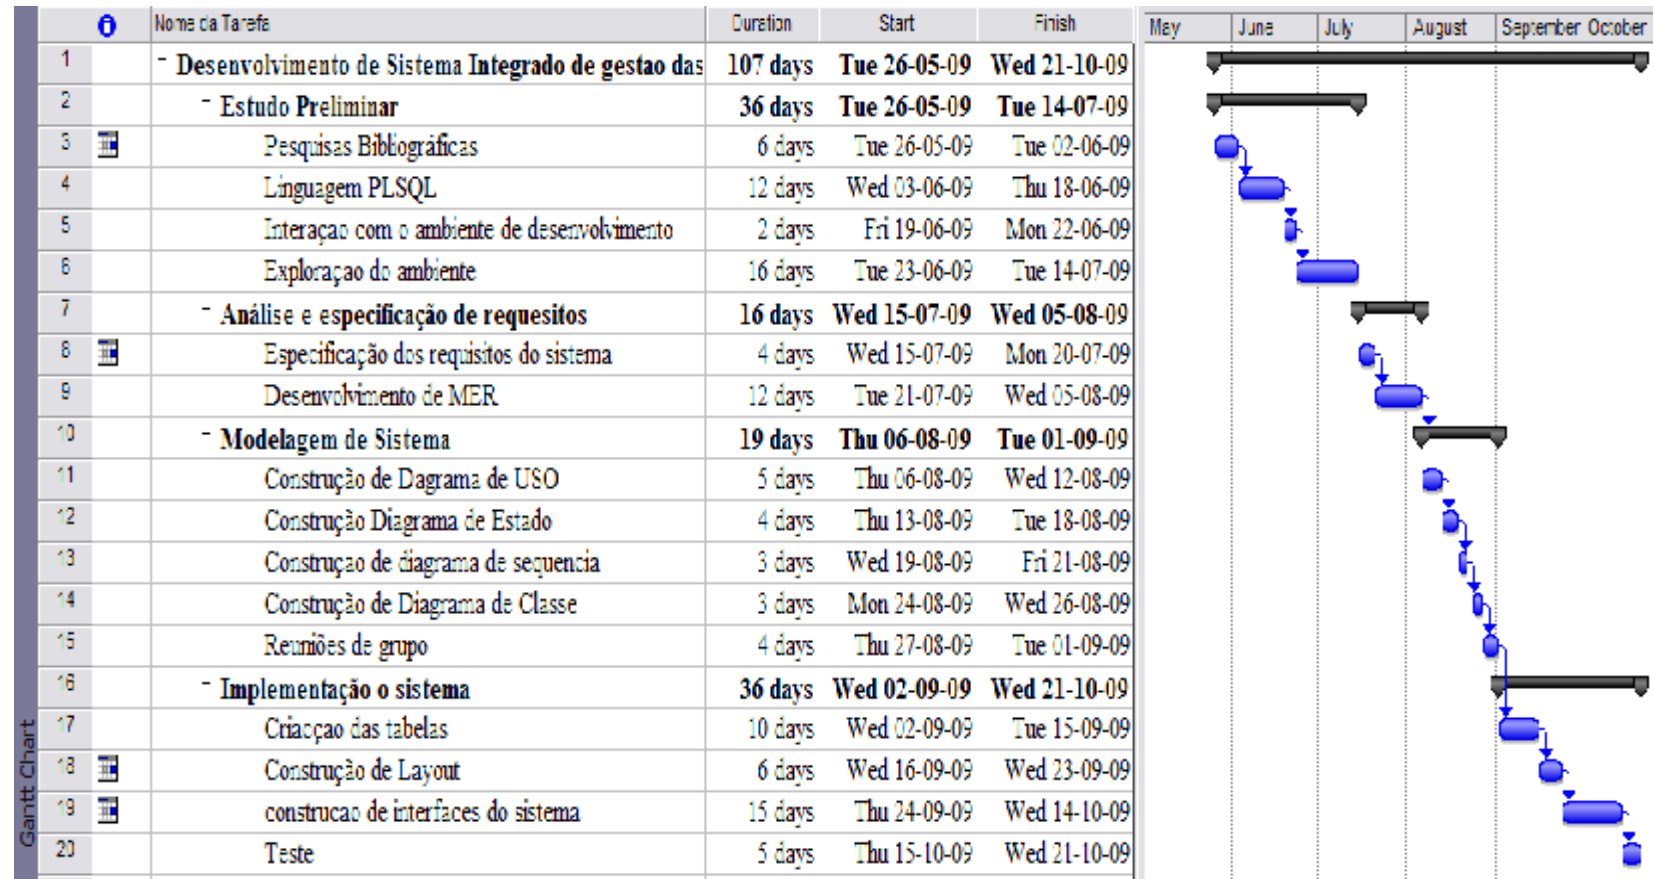 Nome da Tarefa Duration Start Finish May June July August September October
1 Desenvolvimento de Sistema Integrado de gestao das 107 days Tue 26-05-09 Wed 21-10-09
2 Estudo Preliminar 36 days Tue 26-05-09 Tue 14-07-09
3 Pesquisas Bibliográficas 6 days Tue 26-05-09 Tue 02-06-09
4 Linguagem PLSQL 12 days Wed 03-06-09 Thu 18-06-09
5 Interaçao com o ambiente de desenvolvimento 2 days Fri 19-06-09 Mon 22-06-09
6 Exploraçao do ambiente 16 days Tue 23-06-09 Tue 14-07-09
7 Análise e especificação de requesitos 16 days Wed 15-07-09 Wed 05-08-09
8 Especificação dos requisitos do sistema 4 days Wed 15-07-09 Mon 20-07-09
9 Desenvolvimento de MER 12 days Tue 21-07-09 Wed 05-08-09
10 Modelagem de Sistema 19 days Thu 06-08-09 Tue 01-09-09
11 Construção de Dagrama de USO 5 days Thu 06-08-09 Wed 12-08-09
12 Construção Diagrama de Estado 4 days Thu 13-08-09 Tue 18-08-09
13 Construçao de diagrama de sequencia 3 days Wed 19-08-09 Fri 21-08-09
14 Construção de Diagrama de Classe 3 days Mon 24-08-09 Wed 26-08-09
15 Reuniões de grupo 4 days Thu 27-08-09 Tue 01-09-09
16 Implementação o sistema 36 days Wed 02-09-09 Wed 21-10-09
17 Criacçao das tabelas 10 days Wed 02-09-09 Tue 15-09-09
18 Construção de Layout 6 days Wed 16-09-09 Wed 23-09-09
19 construcao de interfaces do sistema 15 days Thu 24-09-09 Wed 14-10-09
20 Teste 5 days Thu 15-10-09 Wed 21-10-09
Gantt Chart